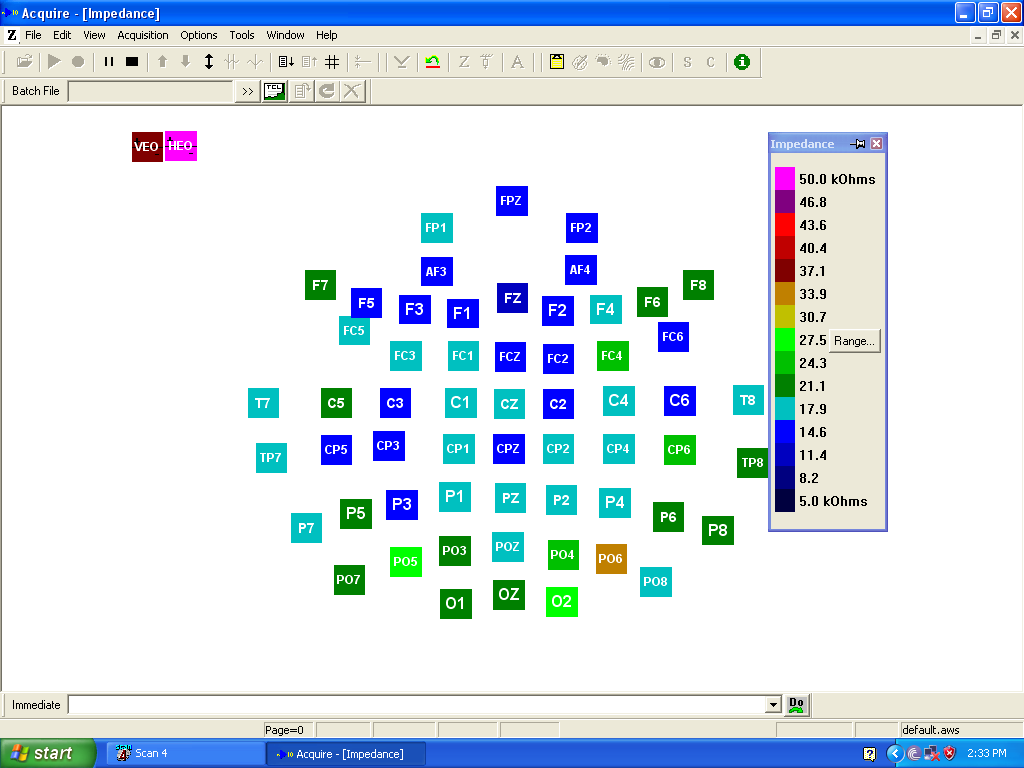 Acquire - [Impedance]
Z File Edit View Acquisition Options Tools Window Help
Z A S C i
Batch File >> TCL
VEO HEO
Impedance
50.0 kOhms
46.8
43.6
40.4
37.1
33.9
30.7
27.5 Range...
24.3
21.1
17.9
14.6
11.4
8.2
5.0 kOhms
FPZ
FP1 FP2
AF3 AF4
F7 F5 F3 F1 FZ F2 F4 F6 F8
FC5 FC3 FC1 FCZ FC2 FC4 FC6
T7 C5 C3 C1 CZ C2 C4 C6 T8
TP7 CP5 CP3 CP1 CPZ CP2 CP4 CP6 TP8
P7 P5 P3 P1 PZ P2 P4 P6 P8
PO7 PO5 PO3 POZ PO4 PO6 PO8
O1 OZ O2
Immediate Do
Page=0 default.aws
start Scan 4 Acquire - [Impedance] ? 2:33 PM